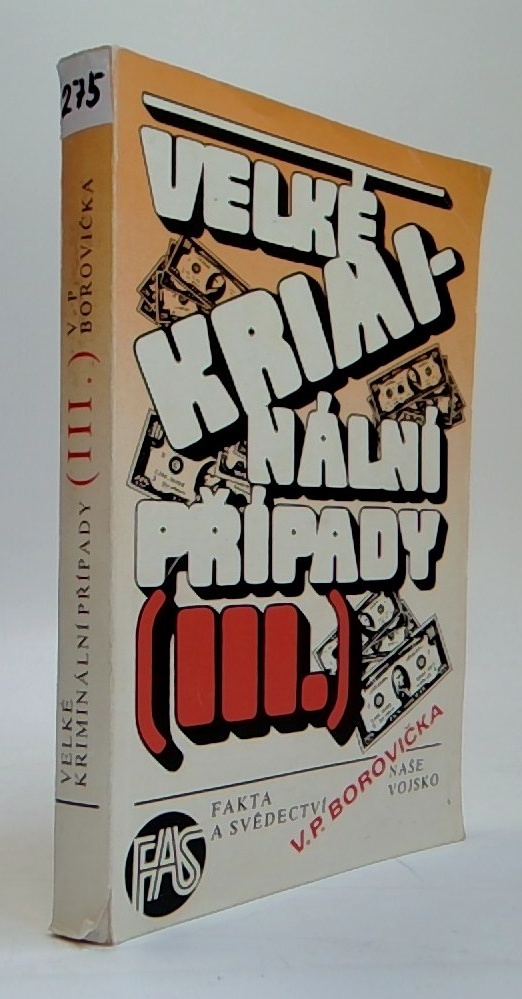 275
V. P.
BOROVIČKA
(III.)
VELKÉ
KRIMINÁLNÍ PŘÍPADY
VELKÉ
KRIMI-
NÁLNÍ
PŘÍPADY
(III.)
V. P. BOROVIČKA
FAKTA
A SVĚDECTVÍ
NAŠE
VOJSKO
FAS